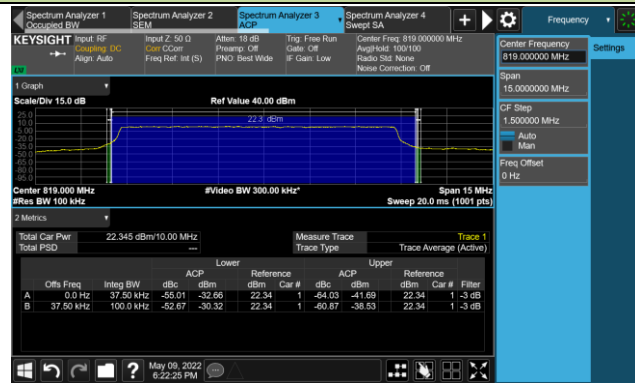 Spectrum Analyzer 1 Spectrum Analyzer 2 Spectrum Analyzer 3 Spectrum Analyzer 4 Frequency
Occupied BW SEM ACP Swept SA
KEYSIGHT Input: RF Input Z: 50 Ω Atten: 18 dB Trig: Free Run Center Freq: 819.000000 MHz
Coupling: DC Corr CCorr Preamp: Off Gate: Off Avg|Hold: 100/100
Align: Auto Freq Ref: Int (S) PNO: Best Wide IF Gain: Low Radio Std: None
Noise Correction: Off
Center Frequency Settings
819.000000 MHz
Span
15.0000000 MHz
CF Step
1.500000 MHz
Auto
Man
Freq Offset
0 Hz
1 Graph
Scale/Div 15.0 dB Ref Value 40.00 dBm
22.3 dBm
25.0
10.0
-5.00
-20.0
-35.0
-50.0
-65.0
-80.0
-95.0
Center 819.000 MHz #Video BW 300.00 kHz* Span 15 MHz
#Res BW 100 kHz Sweep 20.0 ms (1001 pts)
2 Metrics
Total Car Pwr 22.345 dBm/10.00 MHz Measure Trace Trace 1
Total PSD --- Trace Type Trace Average (Active)
Lower Upper
ACP Reference ACP Reference
Offs Freq Integ BW dBc dBm dBm Car # dBc dBm dBm Car # Filter
A 0.0 Hz 37.50 kHz -55.01 -32.66 22.34 1 -64.03 -41.69 22.34 1 -3 dB
B 37.50 kHz 100.0 kHz -52.67 -30.32 22.34 1 -60.87 -38.53 22.34 1 -3 dB
May 09, 2022
6:22:25 PM